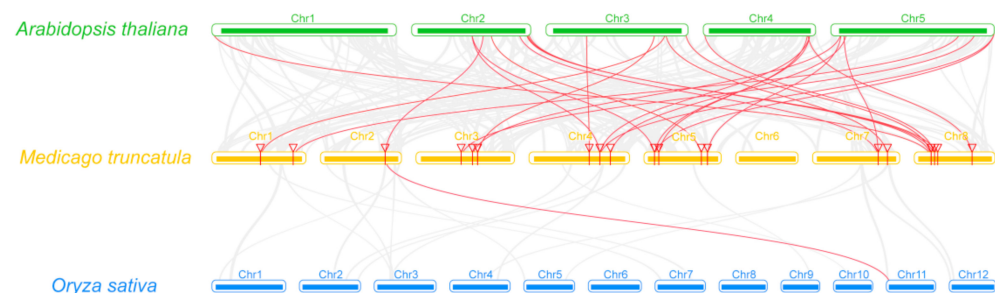 Arabidopsis thaliana
Chr1 Chr2 Chr3 Chr4 Chr5
Medicago truncatula
Chr1 Chr2 Chr3 Chr4 Chr5 Chr6 Chr7 Chr8
Oryza sativa
Chr1 Chr2 Chr3 Chr4 Chr5 Chr6 Chr7 Chr8 Chr9 Chr10 Chr11 Chr12